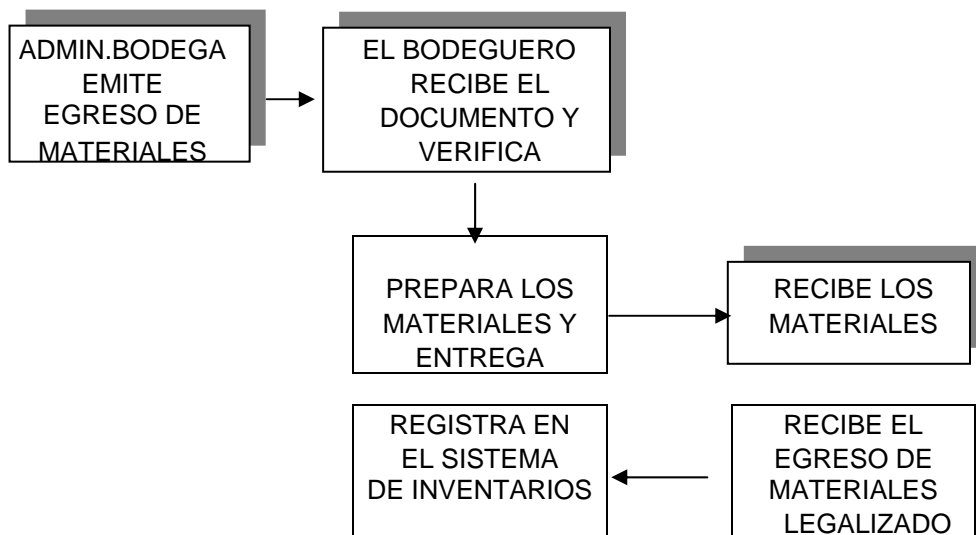 ADMIN.BODEGA
EMITE
EGRESO DE
MATERIALES
EL BODEGUERO
RECIBE EL
DOCUMENTO Y
VERIFICA
PREPARA LOS
MATERIALES Y
ENTREGA
RECIBE LOS
MATERIALES
REGISTRA EN
EL SISTEMA
DE INVENTARIOS
RECIBE EL
EGRESO DE
MATERIALES
LEGALIZADO